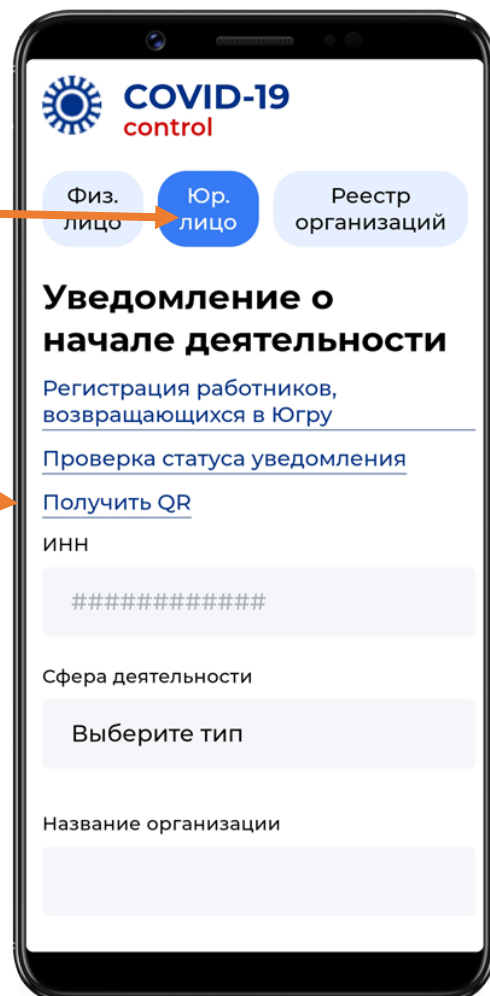 COVID-19
control
Физ.
лицо
Юр.
лицо
Реестр
организаций
Уведомление о
начале деятельности
Регистрация работников,
возвращающихся в Югру
Проверка статуса уведомления
Получить QR
ИНН
############
Сфера деятельности
Выберите тип
Название организации